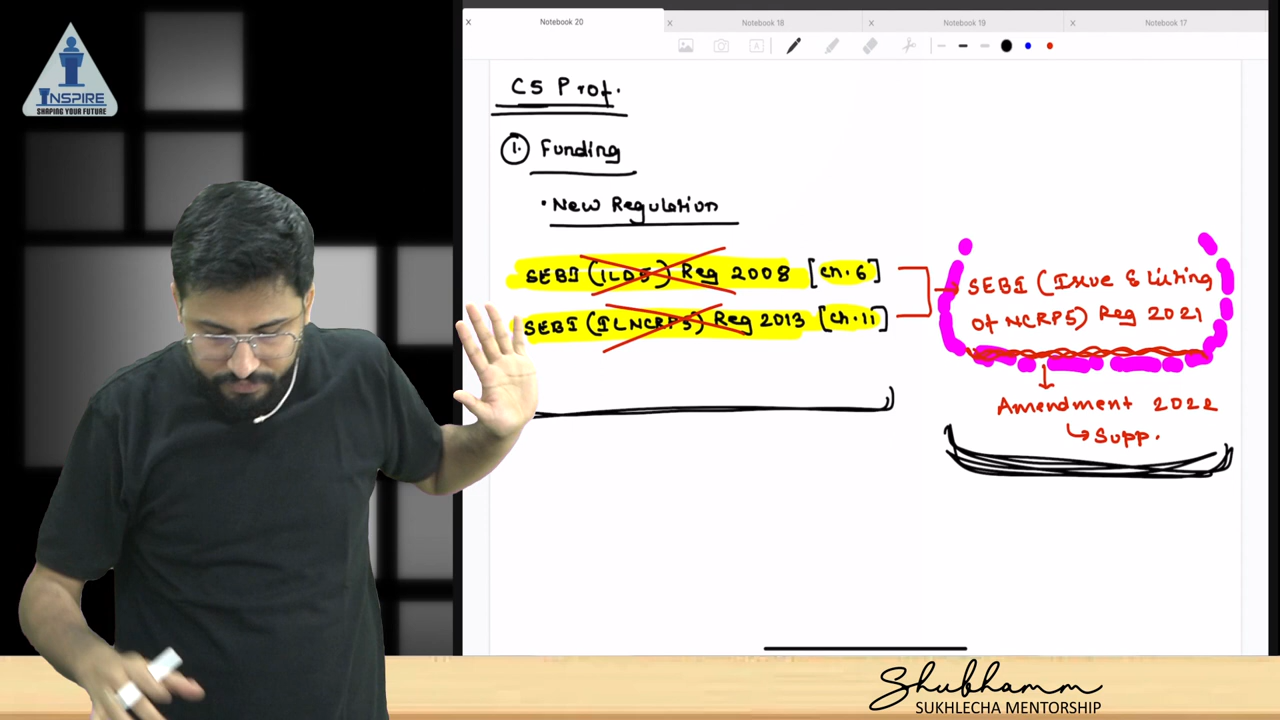 INSPIRE
SHAPING YOUR FUTURE
Notebook 20
Notebook 18
Notebook 19
Notebook 17
CS Prof.
1. Funding
• New Regulation
SEBI (ILDS) Reg 2008 [ch.6]
SEBI (ILNCRPS) Reg 2013 [ch.11]
SEBI (Issue & Listing
of NCRPS) Reg 2021
Amendment 2022
↳ Supp.
Shubhamm
SUKHLECHA MENTORSHIP